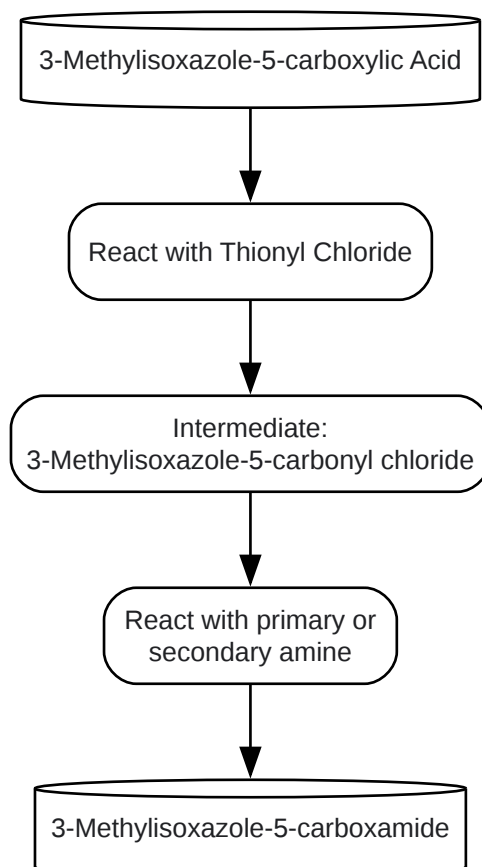 3-Methylisoxazole-5-carboxylic Acid
React with Thionyl Chloride
Intermediate:
3-Methylisoxazole-5-carbonyl chloride
React with primary or
secondary amine
3-Methylisoxazole-5-carboxamide